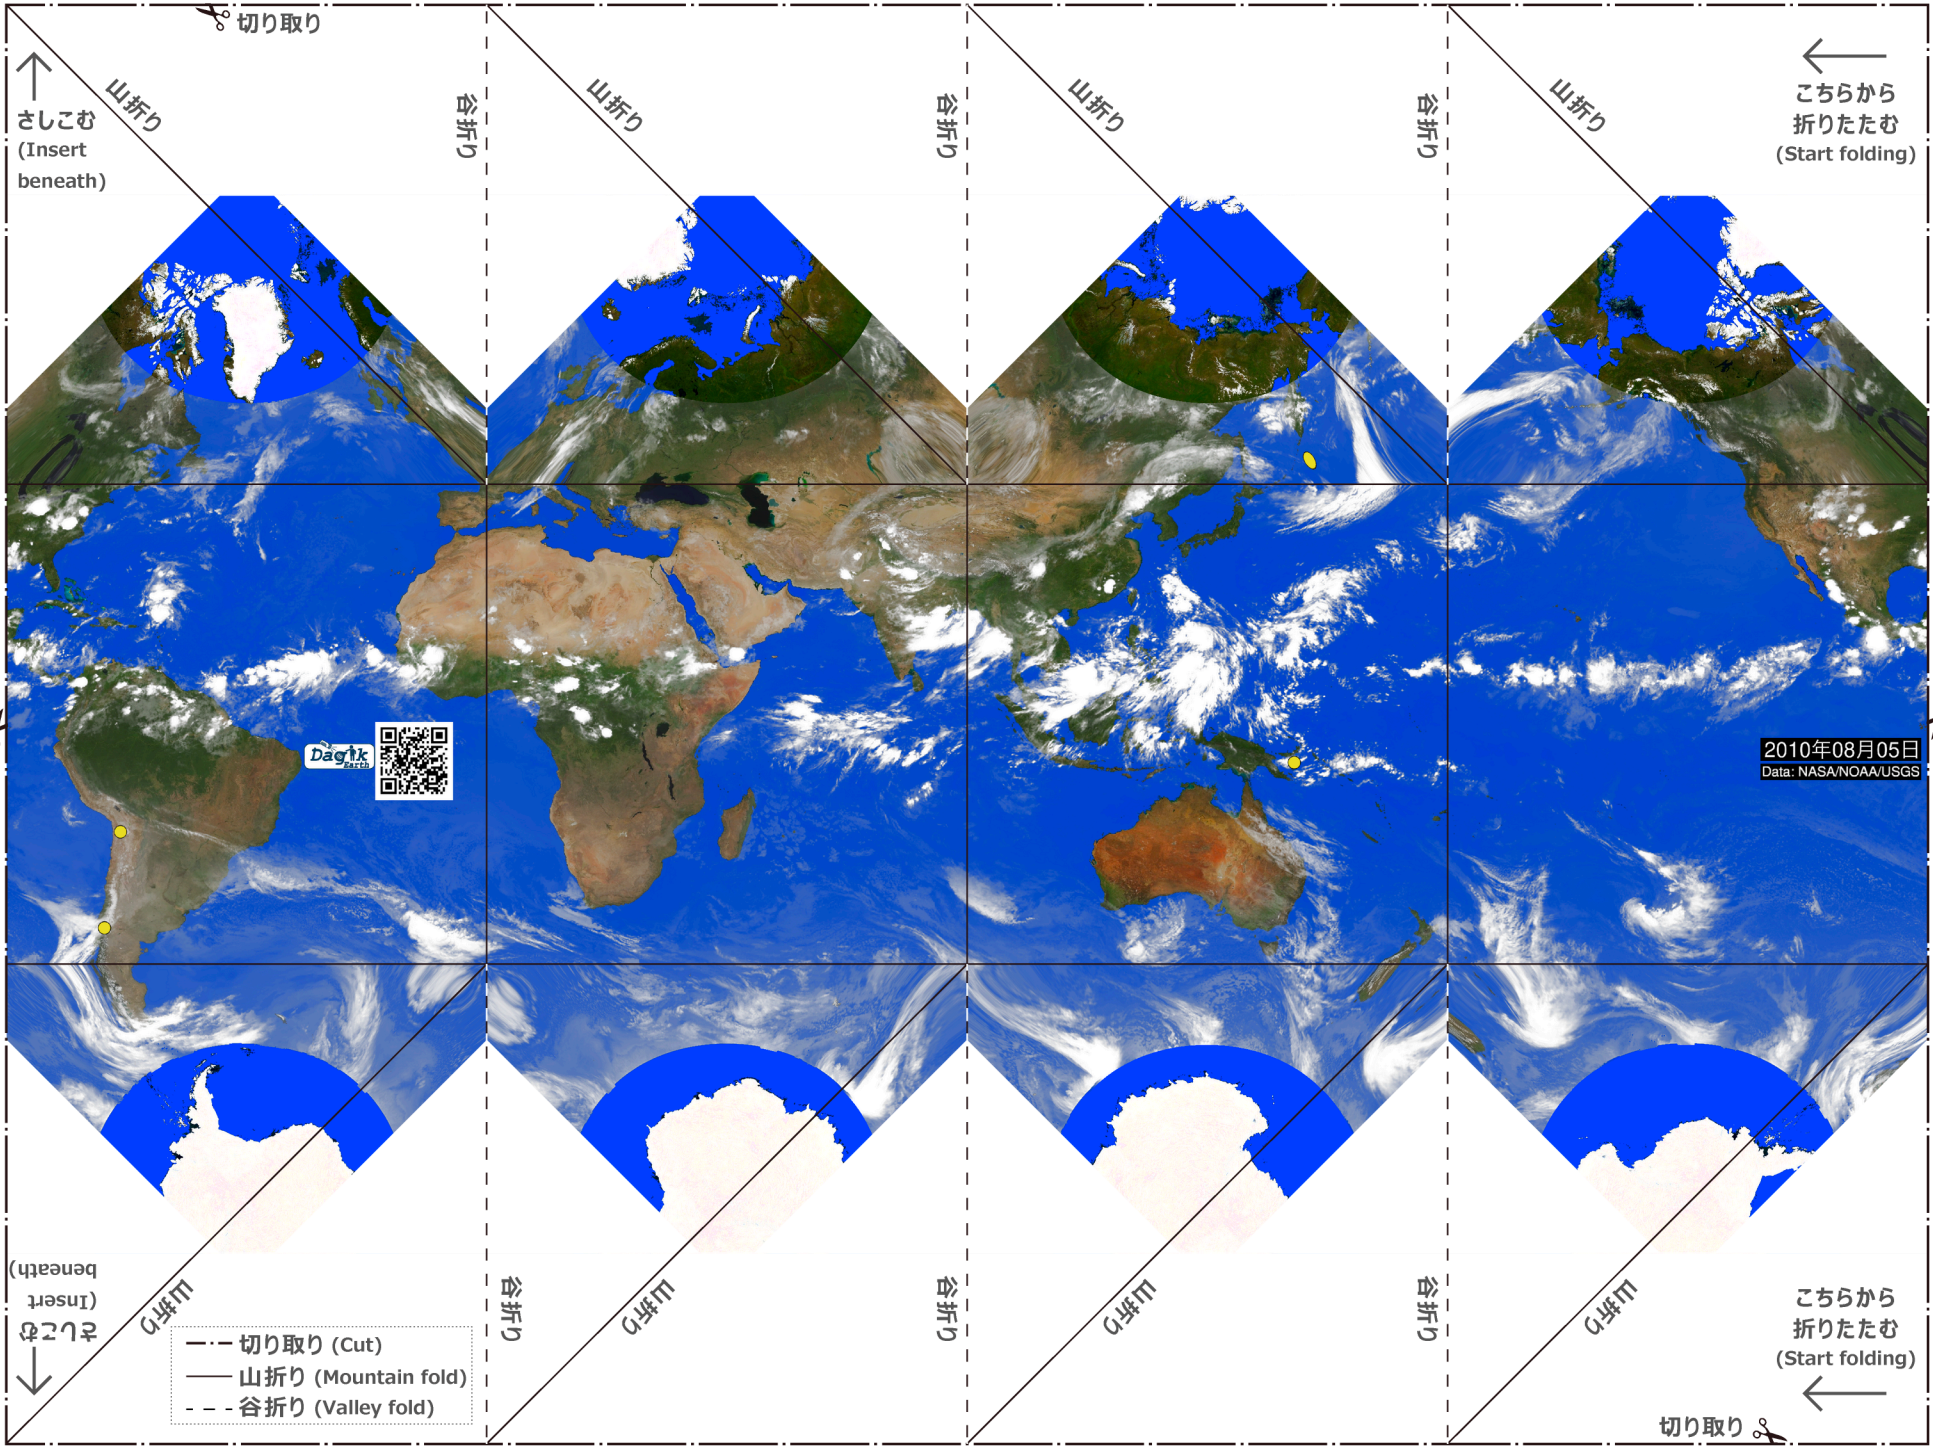 切り取り
山折り
山折り
山折り
山折り
谷折り
谷折り
谷折り
さしこむ
(Insert
beneath)
こちらから
折りたたむ
(Start folding)
Dagik
Earth
2010年08月05日
Data: NASA/NOAA/USGS
さしこむ
(Insert
beneath)
山折り
山折り
山折り
山折り
谷折り
谷折り
谷折り
こちらから
折りたたむ
(Start folding)
切り取り (Cut)
山折り (Mountain fold)
谷折り (Valley fold)
切り取り